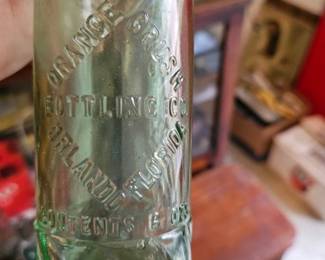 ORANGE CRUSH
BOTTLING CO.
ORLANDO, FLORIDA
CONTENTS 6